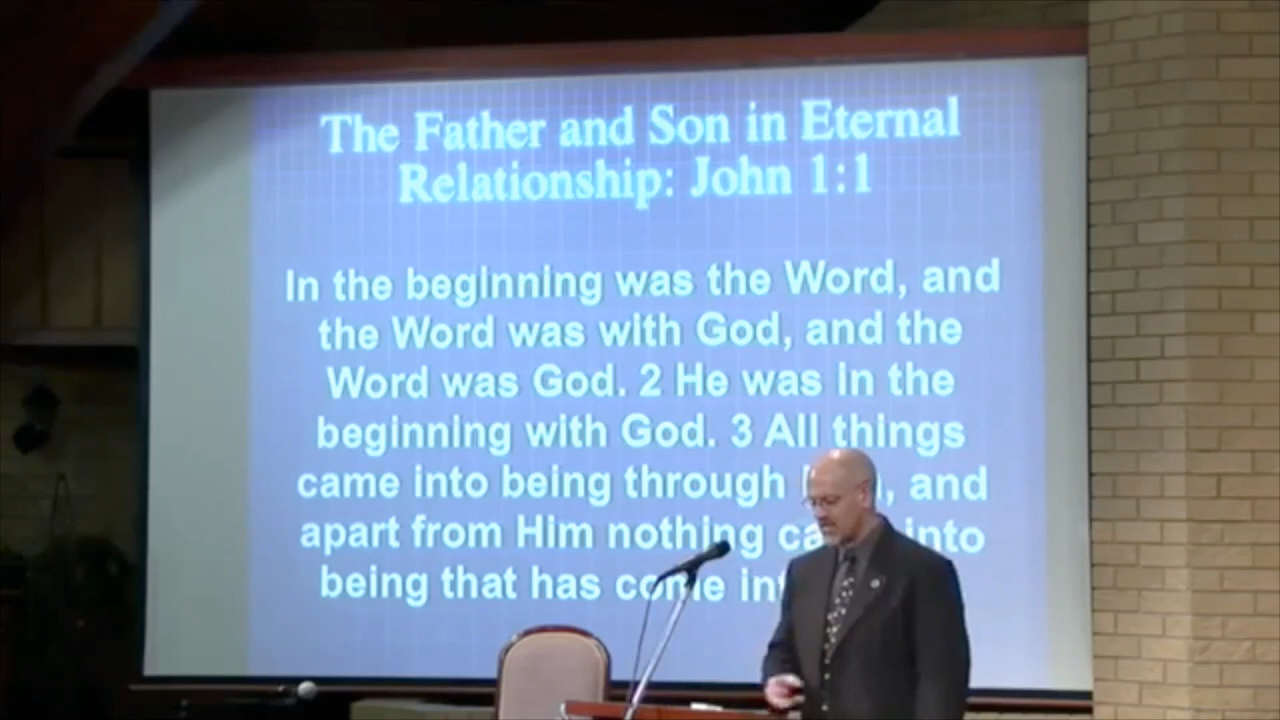 The Father and Son in Eternal
Relationship: John 1:1
In the beginning was the Word, and
the Word was with God, and the
Word was God. 2 He was in the
beginning with God. 3 All things
came into being through , and
apart from Him nothing into
being that has come